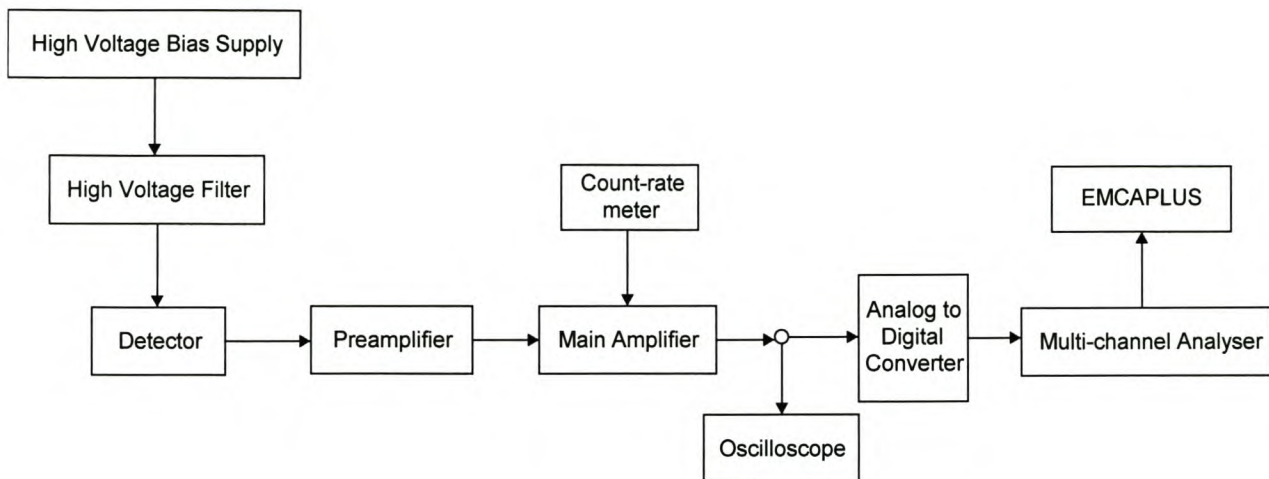 High Voltage Bias Supply
High Voltage Filter
Count-rate
meter
EMCAPLUS
Detector
Preamplifier
Main Amplifier
Analog to
Digital
Converter
Multi-channel Analyser
Oscilloscope